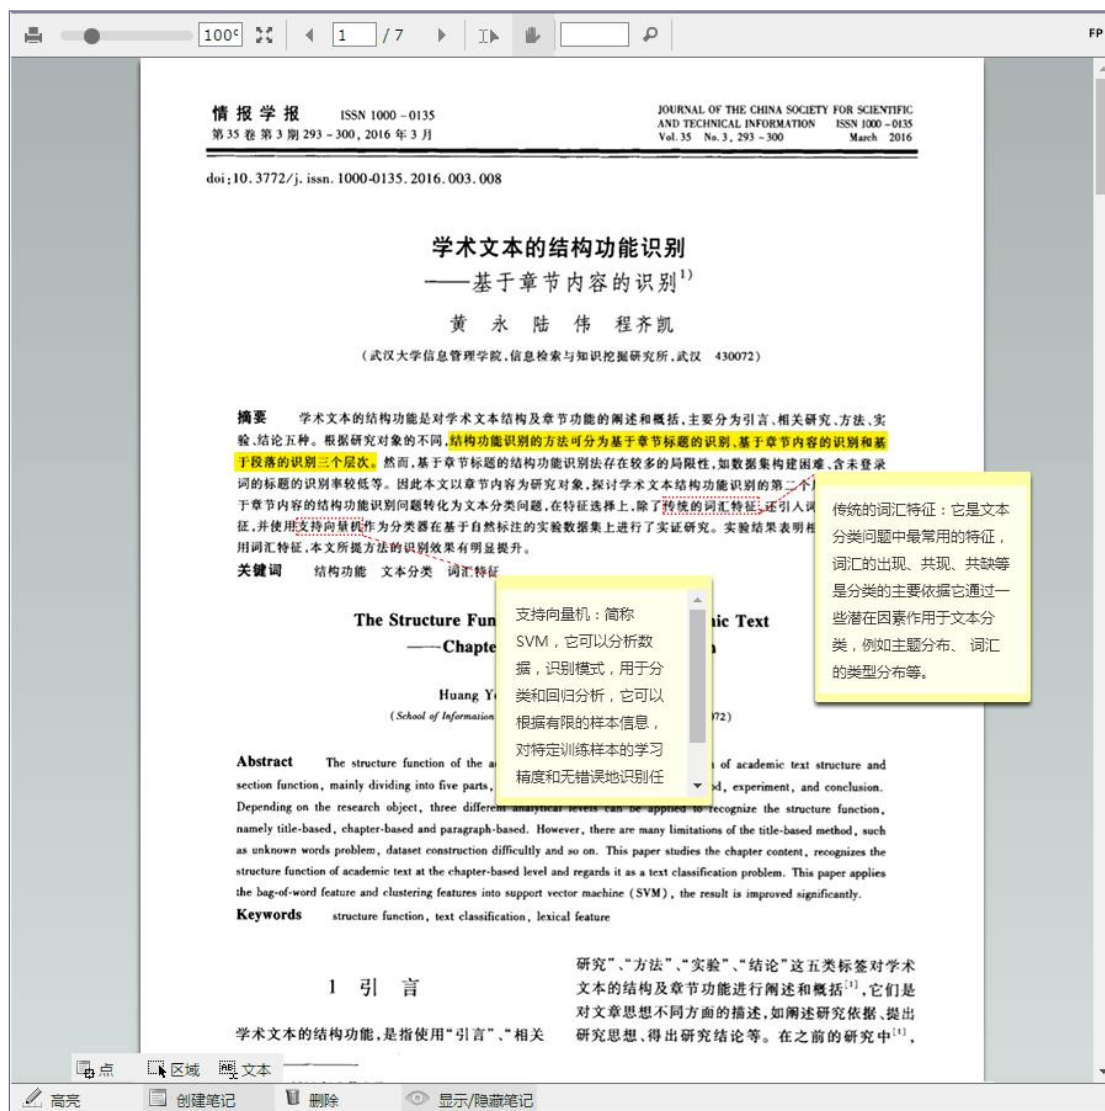 100%
1 / 7
FP
情报学报 ISSN 1000-0135
第35卷第3期 293-300, 2016年3月
JOURNAL OF THE CHINA SOCIETY FOR SCIENTIFIC
AND TECHNICAL INFORMATION ISSN 1000-0135
Vol. 35 No. 3, 293-300 March 2016
doi:10.3772/j.issn.1000-0135.2016.003.008
学术文本的结构功能识别
——基于章节内容的识别1)
黄 永 陆 伟 程齐凯
(武汉大学信息管理学院,信息检索与知识挖掘研究所,武汉 430072)
摘要 学术文本的结构功能是对学术文本结构及章节功能的阐述和概括,主要分为引言、相关研究、方法、实
验、结论五种。根据研究对象的不同,结构功能识别的方法可分为基于章节标题的识别、基于章节内容的识别和基
于段落的识别三个层次。然而,基于章节标题的结构功能识别法存在较多的局限性,如数据集构建困难、含未登录
词的标题的识别率较低等。因此本文以章节内容为研究对象,探讨学术文本结构功能识别的第二个
于章节内容的结构功能识别问题转化为文本分类问题,在特征选择上,除了传统的词汇特征,还引入词
征,并使用支持向量机作为分类器在基于自然标注的实验数据集上进行了实证研究。实验结果表明相
用词汇特征,本文所提方法的识别效果有明显提升。
关键词 结构功能 文本分类 词汇特征
传统的词汇特征:它是文本
分类问题中最常用的特征,
词汇的出现、共现、共缺等
是分类的主要依据它通过一
些潜在因素作用于文本分
类,例如主题分布、 词汇
的类型分布等。
支持向量机:简称
SVM,它可以分析数
据,识别模式,用于分
类和回归分析,它可以
根据有限的样本信息,
对特定训练样本的学习
精度和无错误地识别任
The Structure Fun ic Text
——Chapte n
Huang Y
(School of Information 72)
Abstract The structure function of the a of academic text structure and
section function, mainly dividing into five parts, d, experiment, and conclusion.
Depending on the research object, three different analytical levels can be applied to recognize the structure function,
namely title-based, chapter-based and paragraph-based. However, there are many limitations of the title-based method, such
as unknown words problem, dataset construction difficultly and so on. This paper studies the chapter content, recognizes the
structure function of academic text at the chapter-based level and regards it as a text classification problem. This paper applies
the bag-of-word feature and clustering features into support vector machine (SVM), the result is improved significantly.
Keywords structure function, text classification, lexical feature
1 引 言
学术文本的结构功能,是指使用“引言”、“相关
研究”、“方法”、“实验”、“结论”这五类标签对学术
文本的结构及章节功能进行阐述和概括[1],它们是
对文章思想不同方面的描述,如阐述研究依据、提出
研究思想、得出研究结论等。在之前的研究中[1],
点 区域 文本
高亮 创建笔记 删除 显示/隐藏笔记